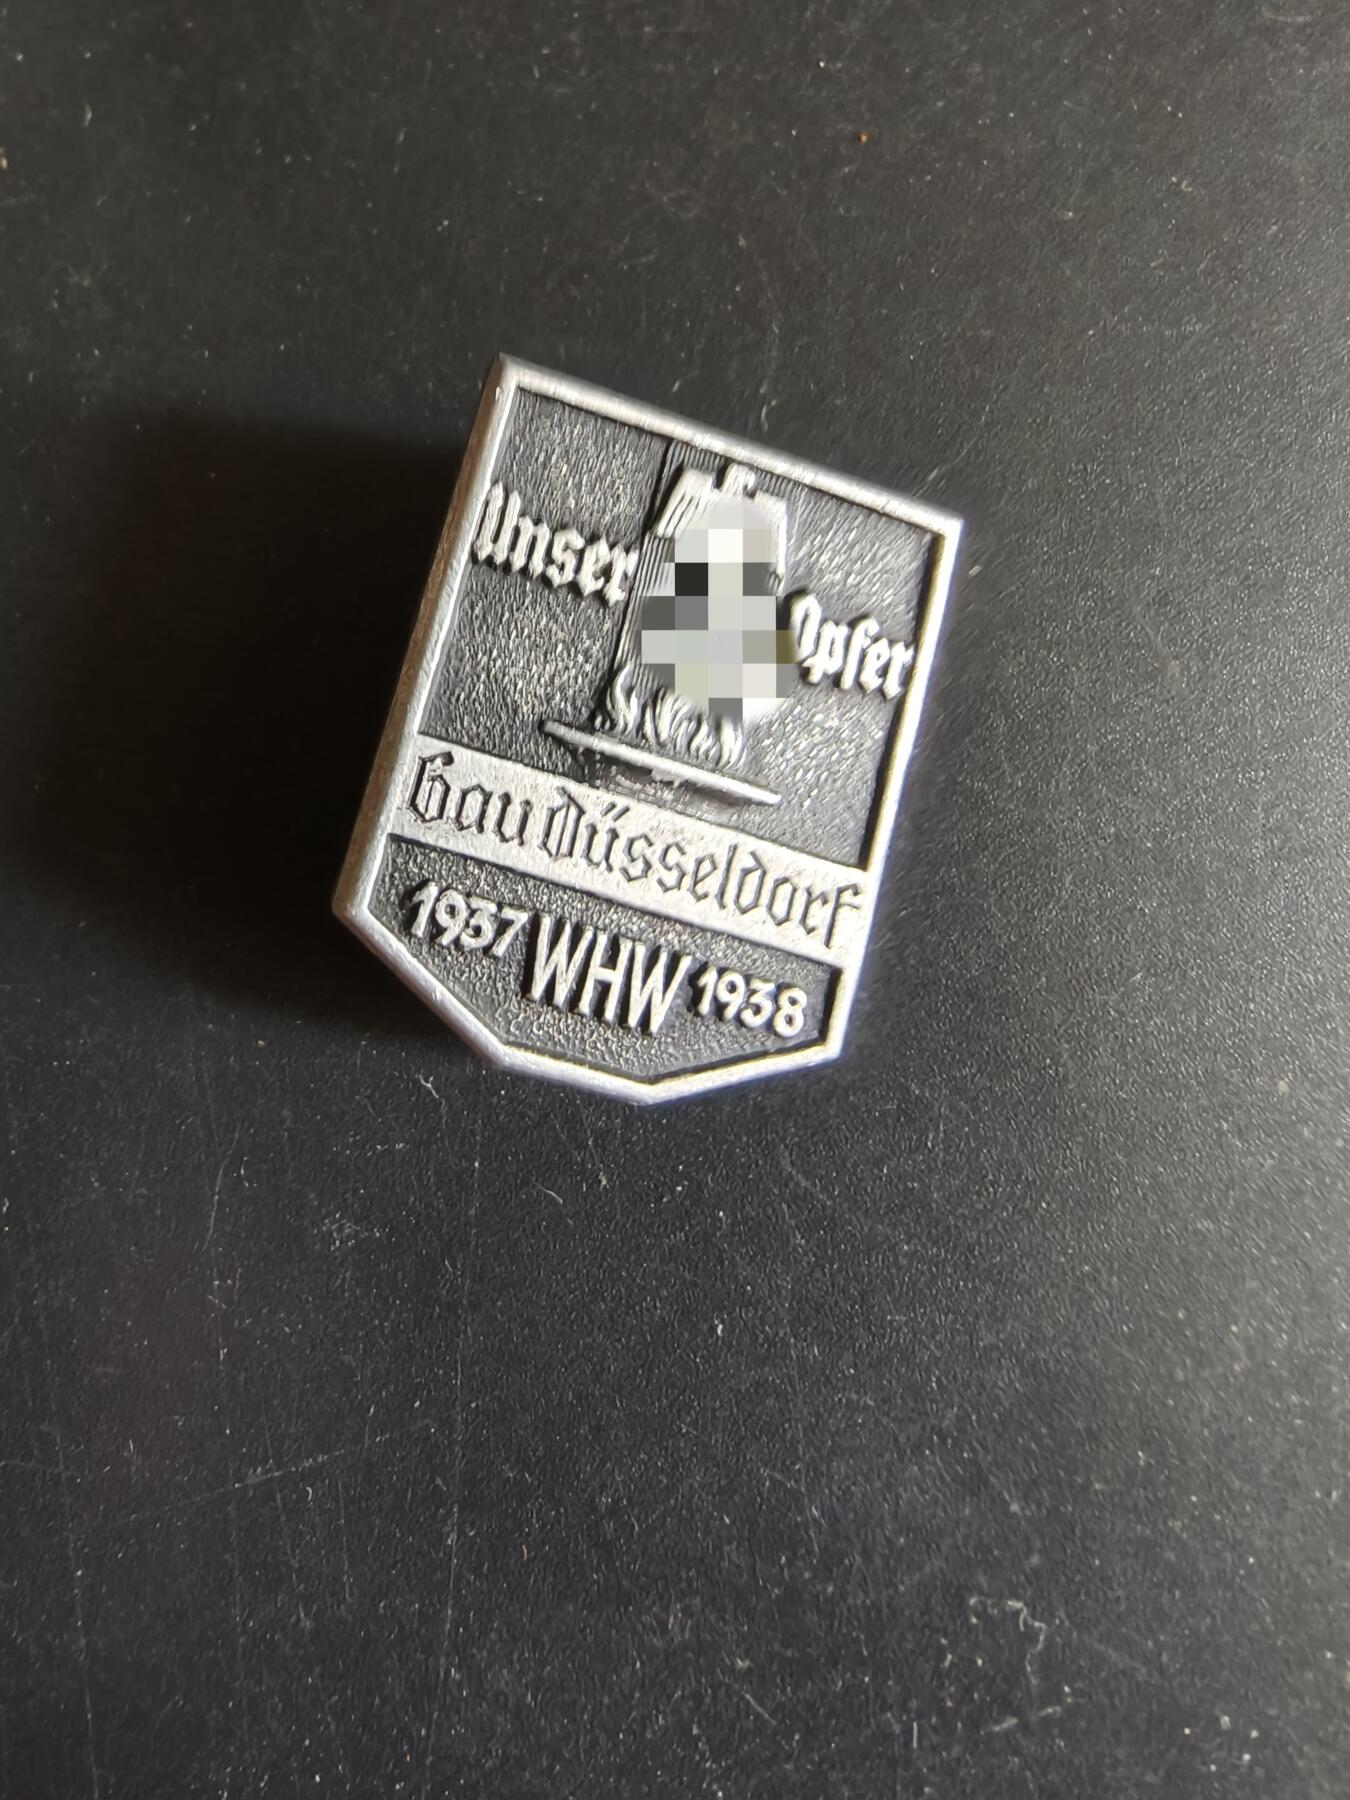 Unser Opfer
Gau Düsseldorf
1937 WHW 1938